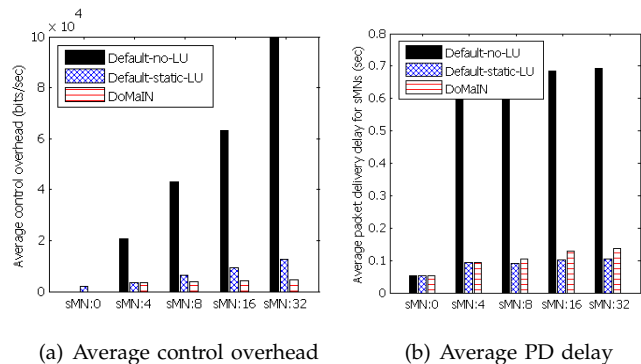 × 10^4
10
8
6
4
2
0
Average control overhead (bits/sec)
Default-no-LU
Default-static-LU
DoMaIN
sMN:0 sMN:4 sMN:8 sMN:16 sMN:32
(a) Average control overhead
0.8
0.7
0.6
0.5
0.4
0.3
0.2
0.1
0
Average packet delivery delay for sMNs (sec)
Default-no-LU
Default-static-LU
DoMaIN
sMN:0 sMN:4 sMN:8 sMN:16 sMN:32
(b) Average PD delay